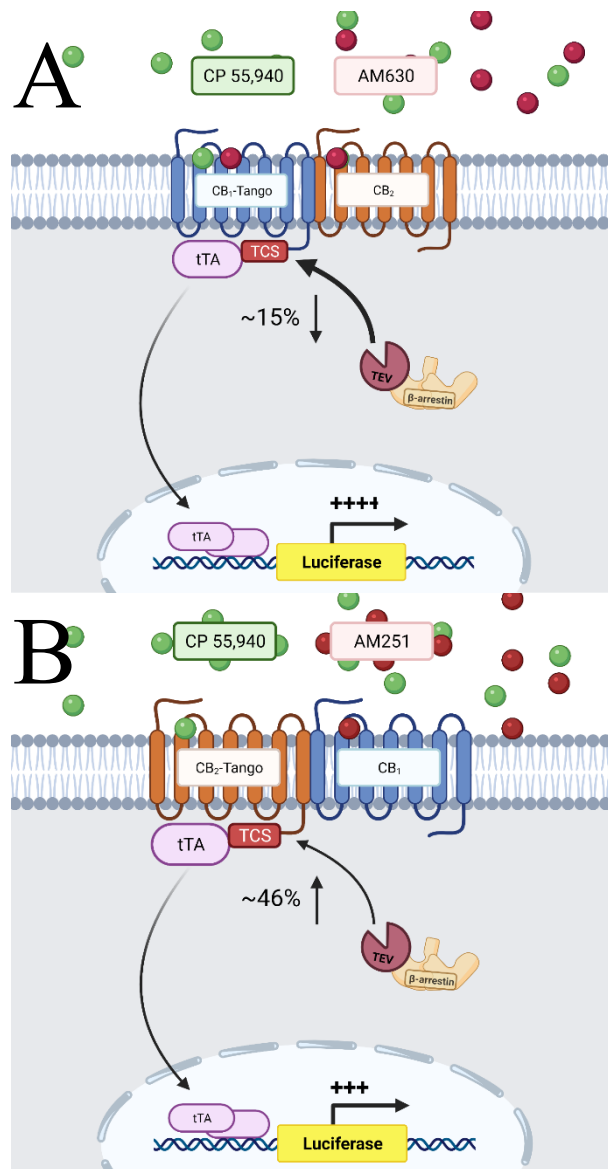 A
CP 55,940
AM630
CB₁-Tango
CB₂
tTA
TCS
~15%
TEV
β-arrestin
++++
tTA
Luciferase
B
CP 55,940
AM251
CB₂-Tango
CB₁
tTA
TCS
~46%
TEV
β-arrestin
+++
tTA
Luciferase